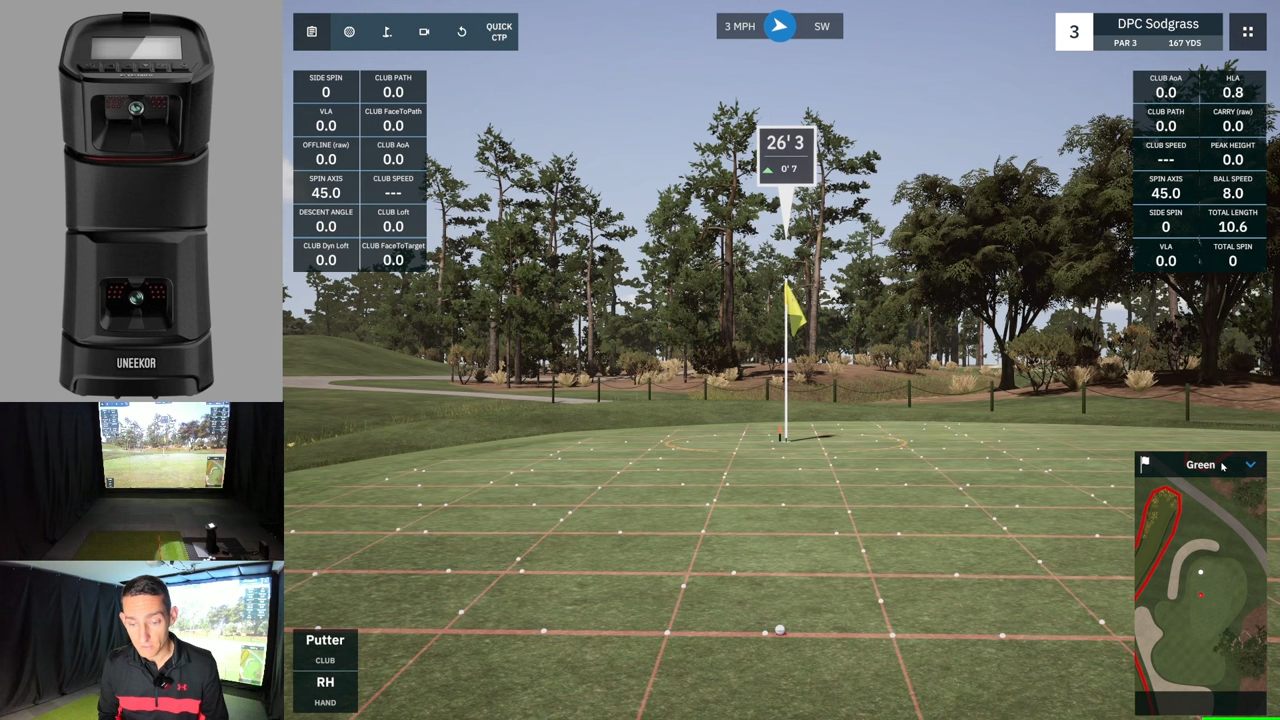 UNEEKOR
QUICK
CTP
3 MPH
SW
3
DPC Sodgrass
PAR 3
167 YDS
SIDE SPIN
0
CLUB PATH
0.0
VLA
0.0
CLUB FaceToPath
0.0
OFFLINE (raw)
0.0
CLUB AoA
0.0
SPIN AXIS
45.0
CLUB SPEED
---
DESCENT ANGLE
0.0
CLUB Loft
0.0
CLUB Dyn Loft
0.0
CLUB FaceToTarget
0.0
26' 3
0' 7
CLUB AoA
0.0
HLA
0.8
CLUB PATH
0.0
CARRY (raw)
0.0
CLUB SPEED
---
PEAK HEIGHT
0.0
SPIN AXIS
45.0
BALL SPEED
8.0
SIDE SPIN
0
TOTAL LENGTH
10.6
VLA
0.0
TOTAL SPIN
0
Green
Putter
CLUB
RH
HAND